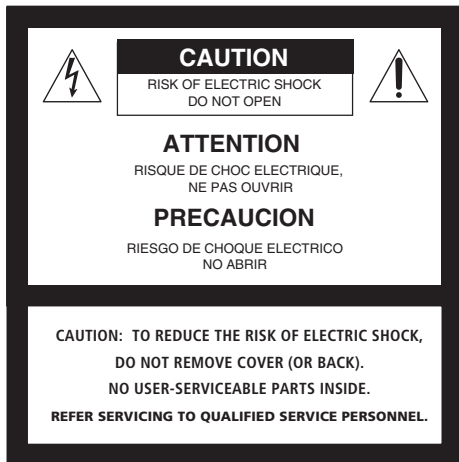 CAUTION
RISK OF ELECTRIC SHOCK
DO NOT OPEN
ATTENTION
RISQUE DE CHOC ELECTRIQUE,
NE PAS OUVRIR
PRECAUCION
RIESGO DE CHOQUE ELECTRICO
NO ABRIR
CAUTION: TO REDUCE THE RISK OF ELECTRIC SHOCK,
DO NOT REMOVE COVER (OR BACK).
NO USER-SERVICEABLE PARTS INSIDE.
REFER SERVICING TO QUALIFIED SERVICE PERSONNEL.